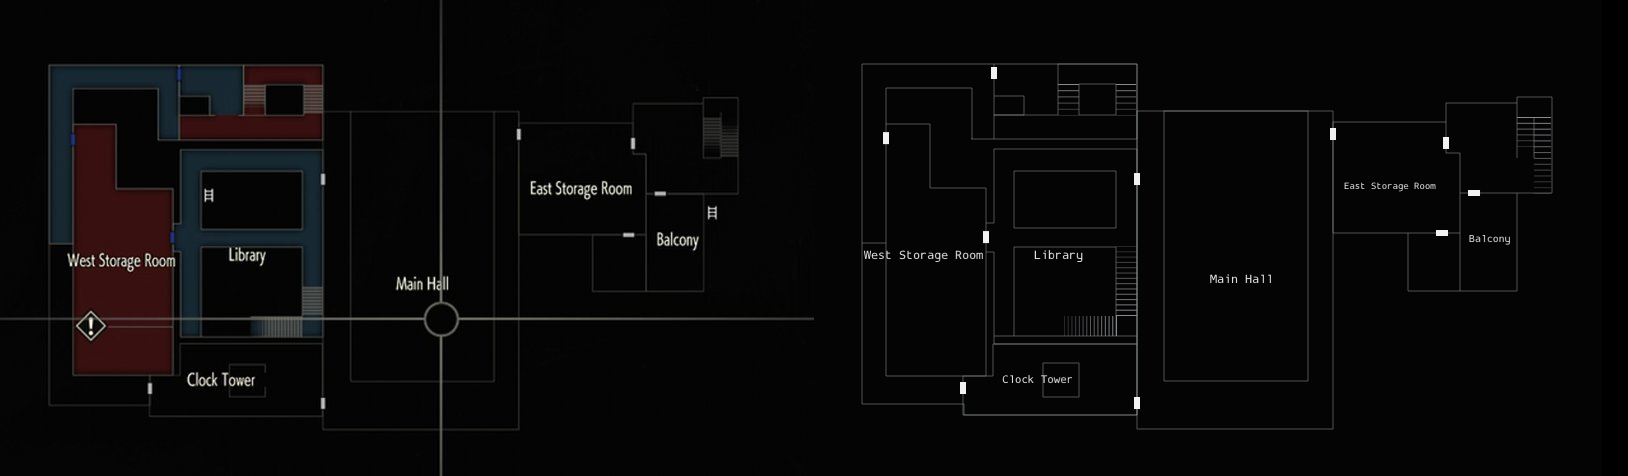 East Storage Room
Balcony
Library
West Storage Room
Main Hall
Clock Tower
!
East Storage Room
Balcony
West Storage Room
Library
Main Hall
Clock Tower